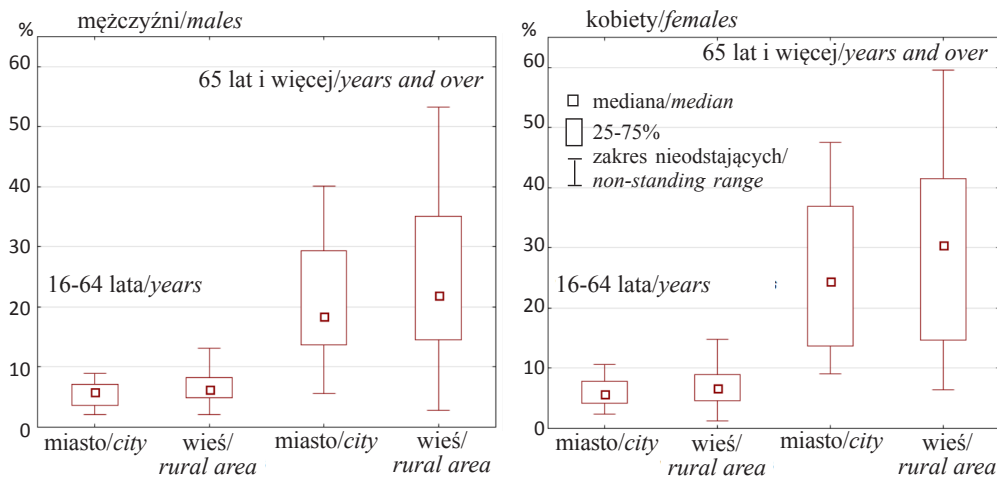 mężczyźni/males
%
60
50
40
30
20
10
0
65 lat i więcej/years and over
16-64 lata/years
miasto/city
wieś/
rural area
miasto/city
wieś/
rural area
kobiety/females
%
60
50
40
30
20
10
0
65 lat i więcej/years and over
mediana/median
25-75%
zakres nieodstających/
non-standing range
16-64 lata/years
miasto/city
wieś/
rural area
miasto/city
wieś/
rural area